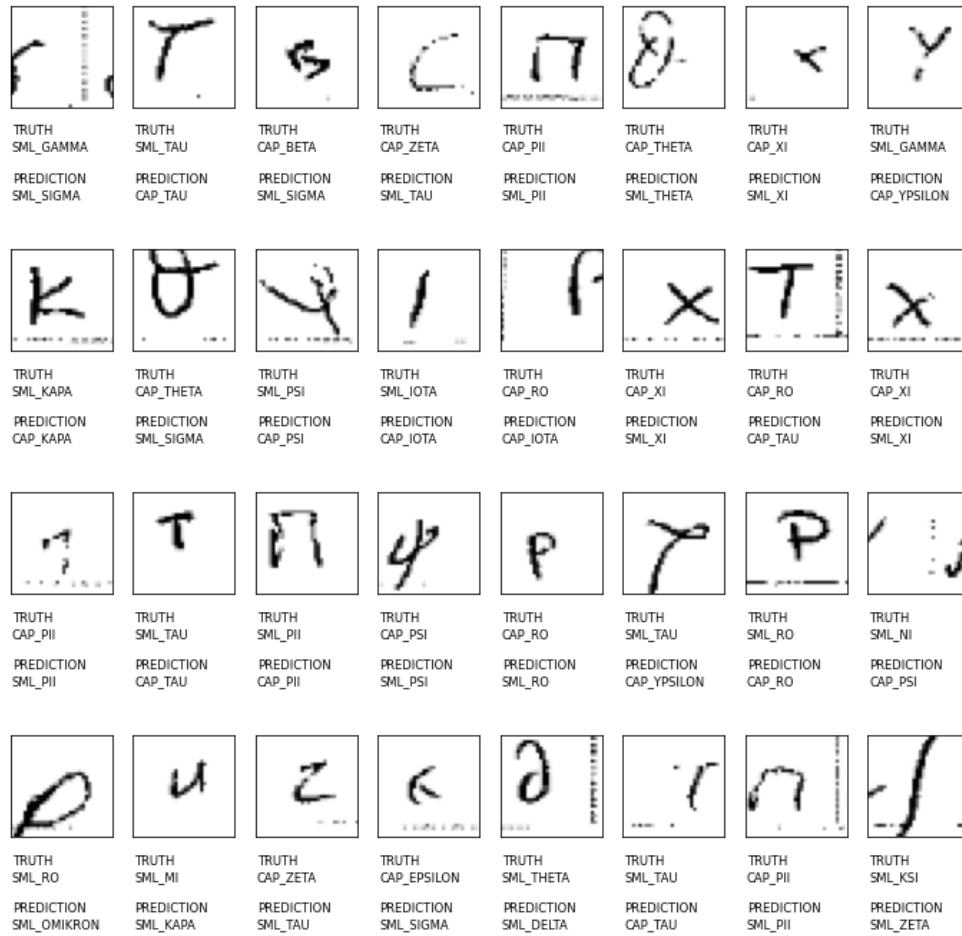 TRUTH TRUTH TRUTH TRUTH TRUTH TRUTH TRUTH TRUTH
SML_GAMMA SML_TAU CAP_BETA CAP_ZETA CAP_PII CAP_THETA CAP_XI SML_GAMMA
PREDICTION PREDICTION PREDICTION PREDICTION PREDICTION PREDICTION PREDICTION PREDICTION
SML_SIGMA CAP_TAU SML_SIGMA SML_TAU SML_PII SML_THETA SML_XI CAP_YPSILON
TRUTH TRUTH TRUTH TRUTH TRUTH TRUTH TRUTH TRUTH
SML_KAPA CAP_THETA SML_PSI SML_IOTA CAP_RO CAP_XI CAP_RO CAP_XI
PREDICTION PREDICTION PREDICTION PREDICTION PREDICTION PREDICTION PREDICTION PREDICTION
CAP_KAPA SML_SIGMA CAP_PSI CAP_IOTA CAP_IOTA SML_XI CAP_TAU SML_XI
TRUTH TRUTH TRUTH TRUTH TRUTH TRUTH TRUTH TRUTH
CAP_PII SML_TAU SML_PII CAP_PSI CAP_RO SML_TAU SML_RO SML_NI
PREDICTION PREDICTION PREDICTION PREDICTION PREDICTION PREDICTION PREDICTION PREDICTION
SML_PII CAP_TAU CAP_PII SML_PSI SML_RO CAP_YPSILON CAP_RO CAP_PSI
TRUTH TRUTH TRUTH TRUTH TRUTH TRUTH TRUTH TRUTH
SML_RO SML_MI CAP_ZETA CAP_EPSILON SML_THETA SML_TAU CAP_PII SML_KSI
PREDICTION PREDICTION PREDICTION PREDICTION PREDICTION PREDICTION PREDICTION PREDICTION
SML_OMIKRON SML_KAPA SML_TAU SML_SIGMA SML_DELTA CAP_TAU SML_PII SML_ZETA